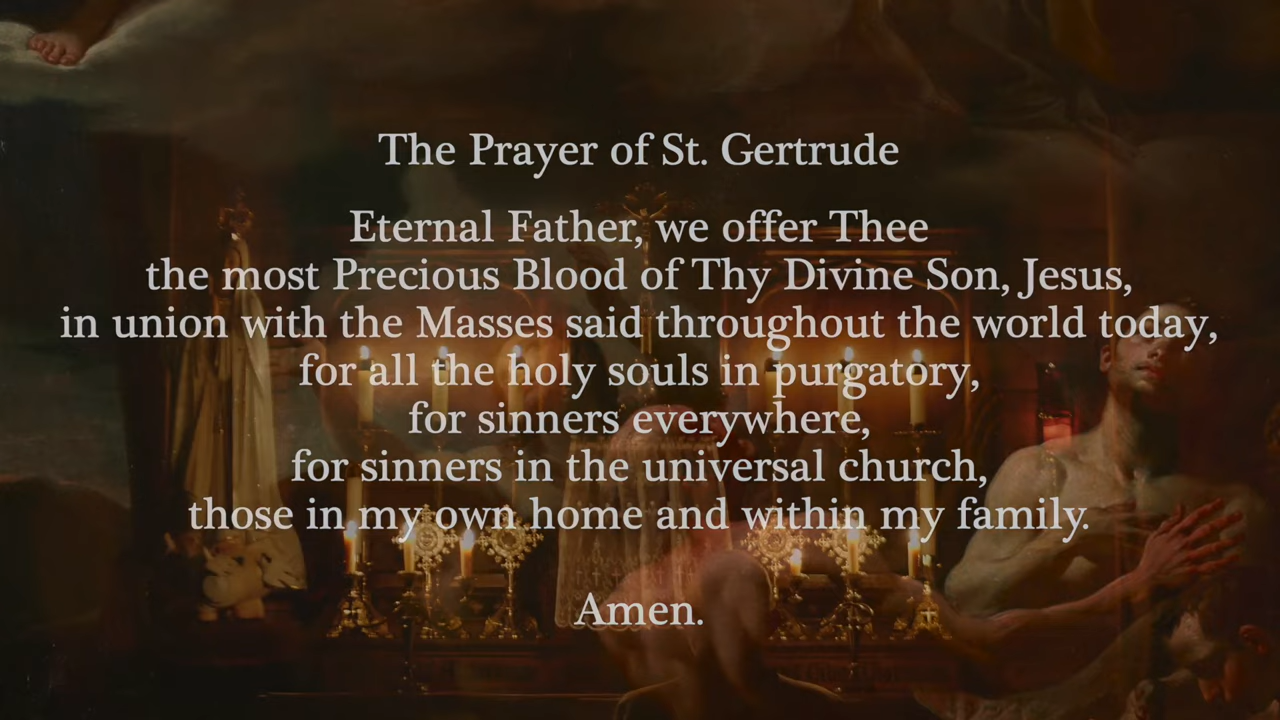 The Prayer of St. Gertrude
Eternal Father, we offer Thee
the most Precious Blood of Thy Divine Son, Jesus,
in union with the Masses said throughout the world today,
for all the holy souls in purgatory,
for sinners everywhere,
for sinners in the universal church,
those in my own home and within my family.
Amen.